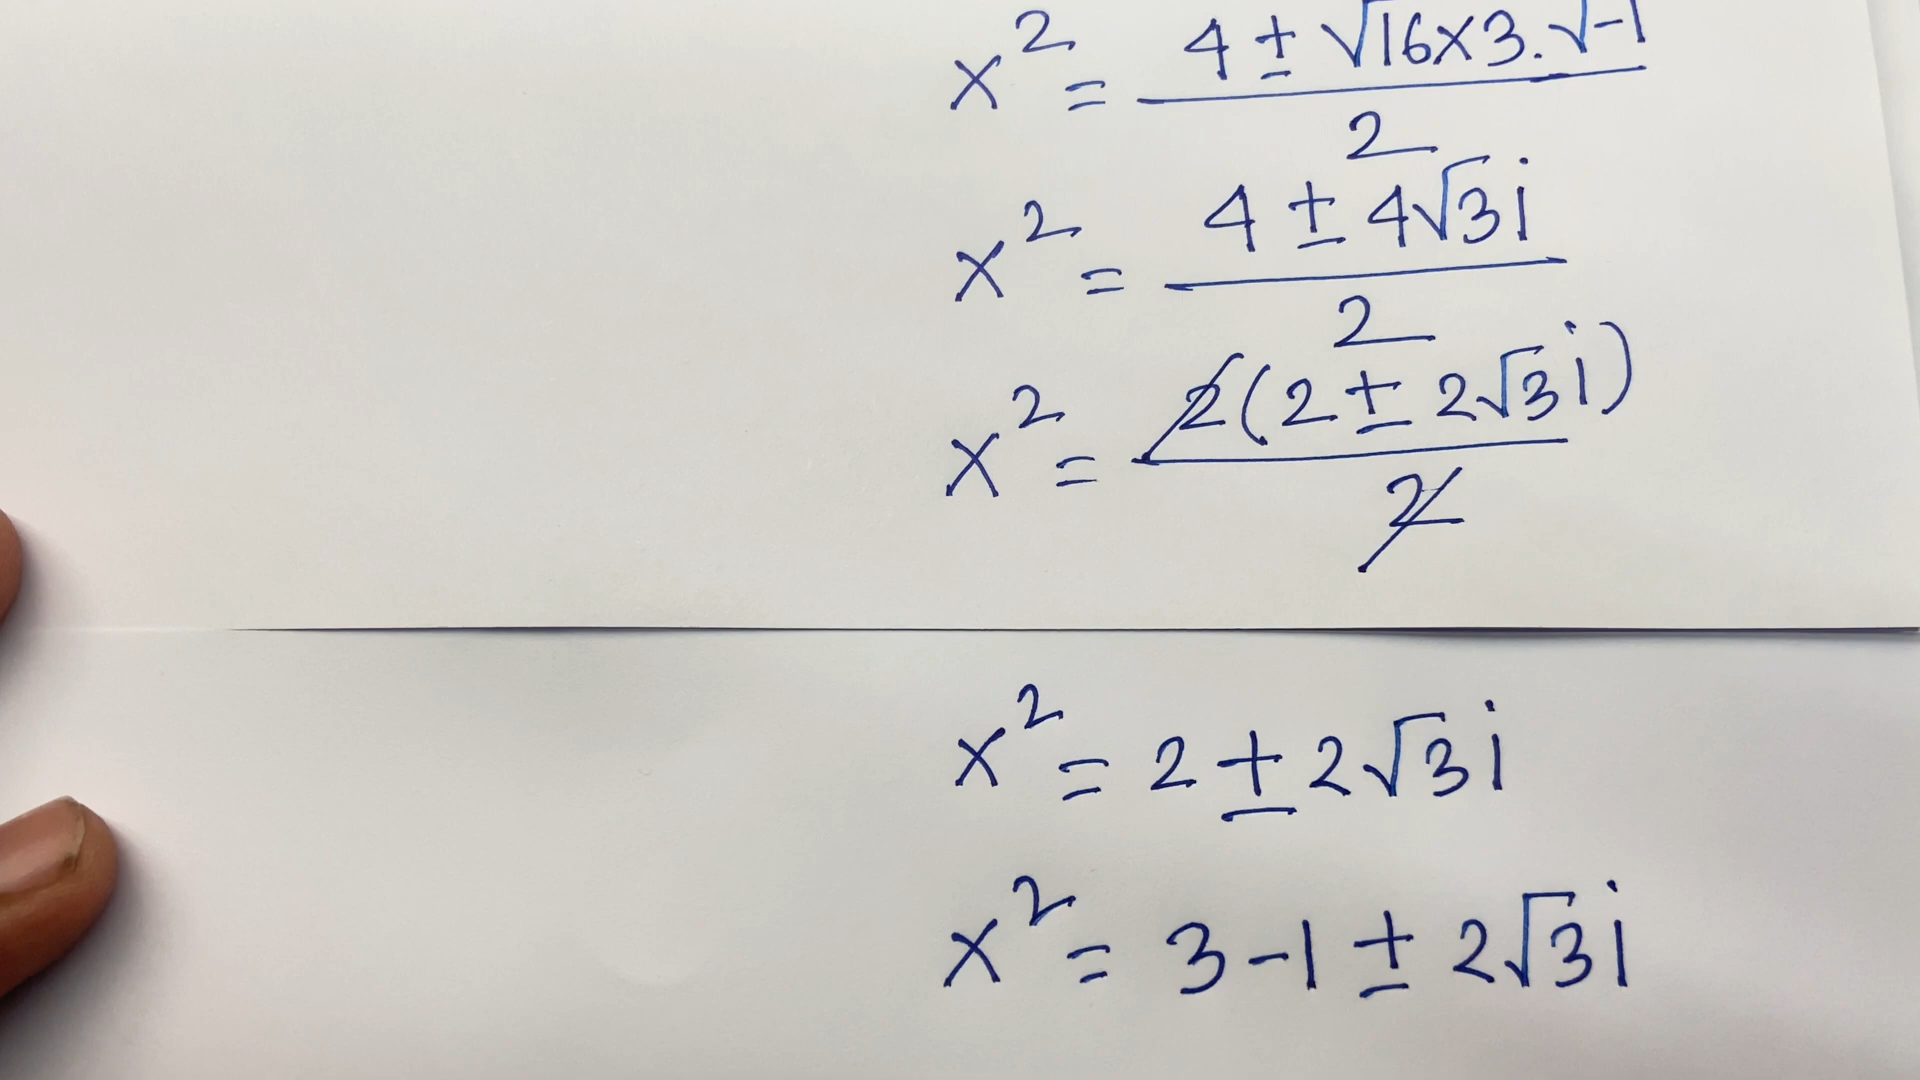 x² = (4 ± √16×3.√-1)/2
x² = (4 ± 4√3i)/2
x² = 2(2 ± 2√3i)/2
x² = 2 ± 2√3i
x² = 3-1 ± 2√3i